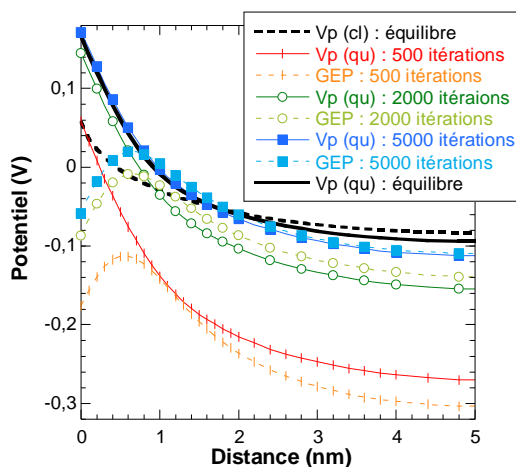 Vp (cl) : équilibre
Vp (qu) : 500 itérations
GEP : 500 itérations
Vp (qu) : 2000 itéraions
GEP : 2000 itérations
Vp (qu) : 5000 itérations
GEP : 5000 itérations
Vp (qu) : équilibre
Potentiel (V)
0,1
0
-0,1
-0,2
-0,3
0 1 2 3 4 5
Distance (nm)